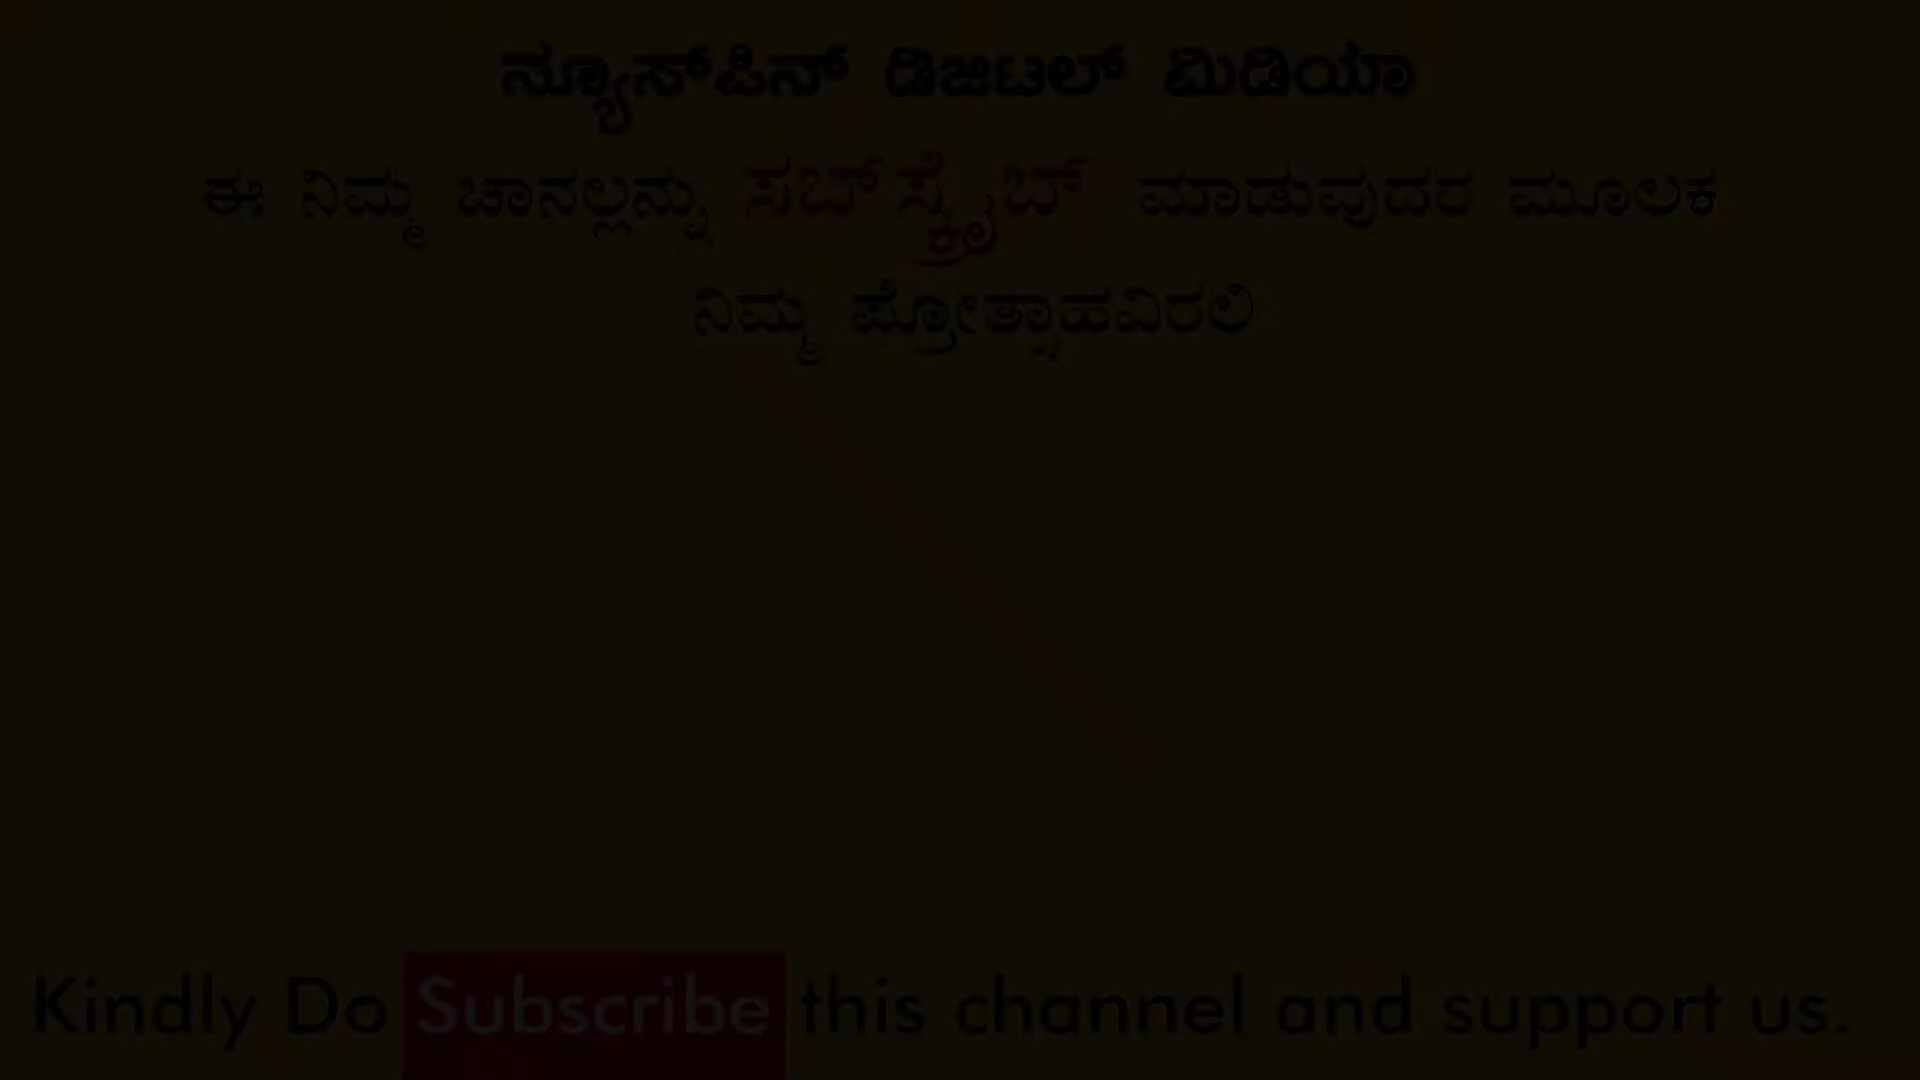 ನ್ಯೂಸ್‌ಪಿನ್ ಡಿಜಿಟಲ್ ಮಿಡಿಯಾ
ಈ ನಿಮ್ಮ ಚಾನಲ್ಲನ್ನು ಸಬ್‌ಸ್ಕ್ರೈಬ್ ಮಾಡುವುದರ ಮೂಲಕ
ನಿಮ್ಮ ಪ್ರೋತ್ಸಾಹವಿರಲಿ
Kindly Do Subscribe this channel and support us.